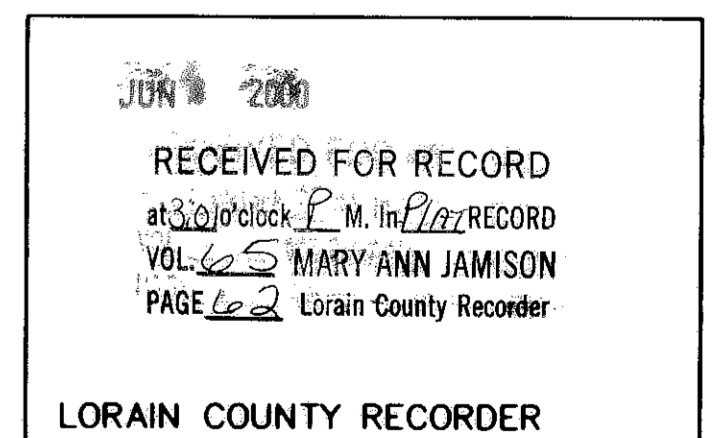 JUN 2000
RECEIVED FOR RECORD
at 3:01 o'clock P M. In Plat RECORD
VOL. 65 MARY ANN JAMISON
PAGE 62 Lorain County Recorder
LORAIN COUNTY RECORDER